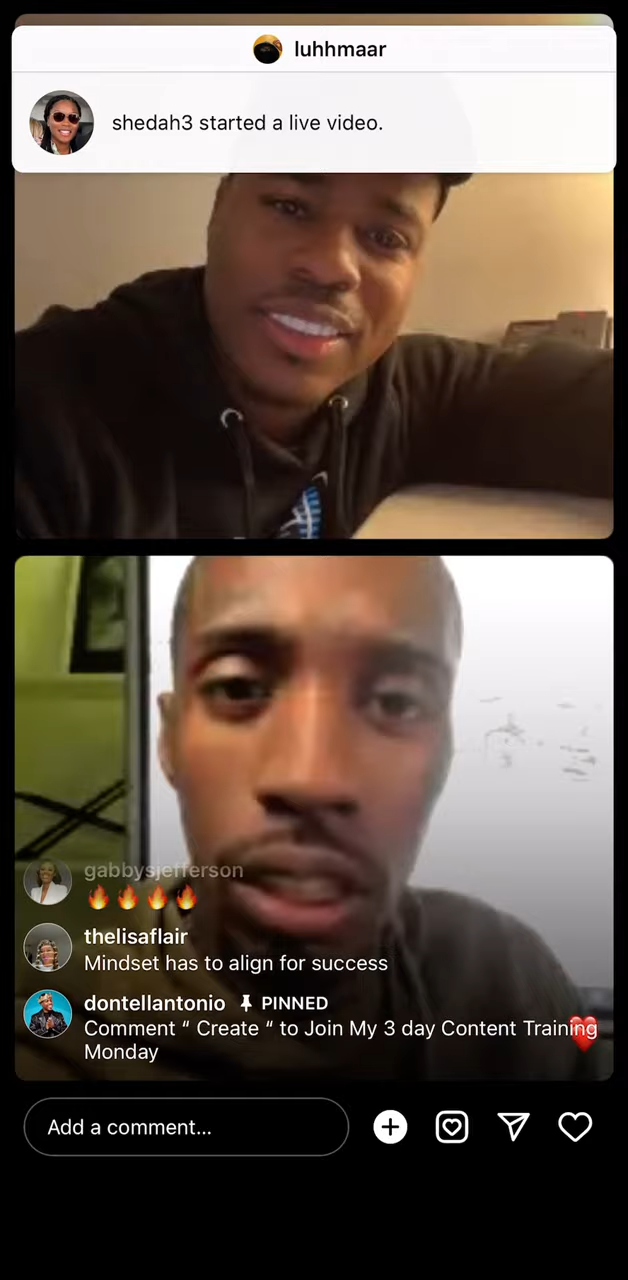 luhhmaar
shedah3 started a live video.
gabbysjefferson
🔥🔥🔥🔥
thelisaflair
Mindset has to align for success
dontellantonio PINNED
Comment “ Create “ to Join My 3 day Content Training
Monday
Add a comment...